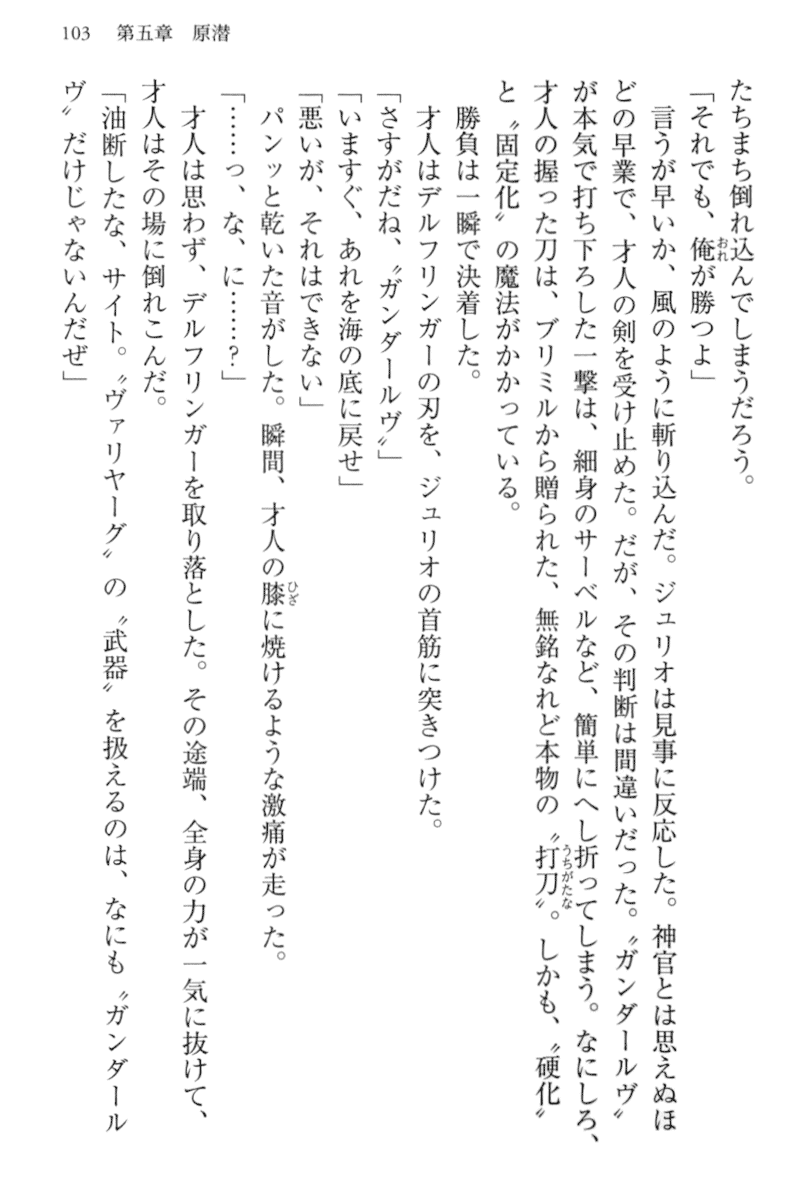 103　第五章　原潜
たちまち倒れ込んでしまうだろう。
「それでも、俺が勝つよ」
　言うが早いか、風のように斬り込んだ。ジュリオは見事に反応した。神官とは思えぬほ
どの早業で、才人の剣を受け止めた。だが、その判断は間違いだった。〝ガンダールヴ〟
が本気で打ち下ろした一撃は、細身のサーベルなど、簡単にへし折ってしまう。なにしろ、
才人の握った刀は、ブリミルから贈られた、無銘なれど本物の〝打刀〟。しかも、〝硬化〟
と〝固定化〟の魔法がかかっている。
　勝負は一瞬で決着した。
　才人はデルフリンガーの刃を、ジュリオの首筋に突きつけた。
「さすがだね、〝ガンダールヴ〟」
「いますぐ、あれを海の底に戻せ」
「悪いが、それはできない」
　パンッと乾いた音がした。瞬間、才人の膝に焼けるような激痛が走った。
「……っ、な、に……？」
　才人は思わず、デルフリンガーを取り落とした。その途端、全身の力が一気に抜けて、
才人はその場に倒れこんだ。
「油断したな、サイト。〝ヴァリヤーグ〟の〝武器〟を扱えるのは、なにも〝ガンダール
ヴ〟だけじゃないんだぜ」